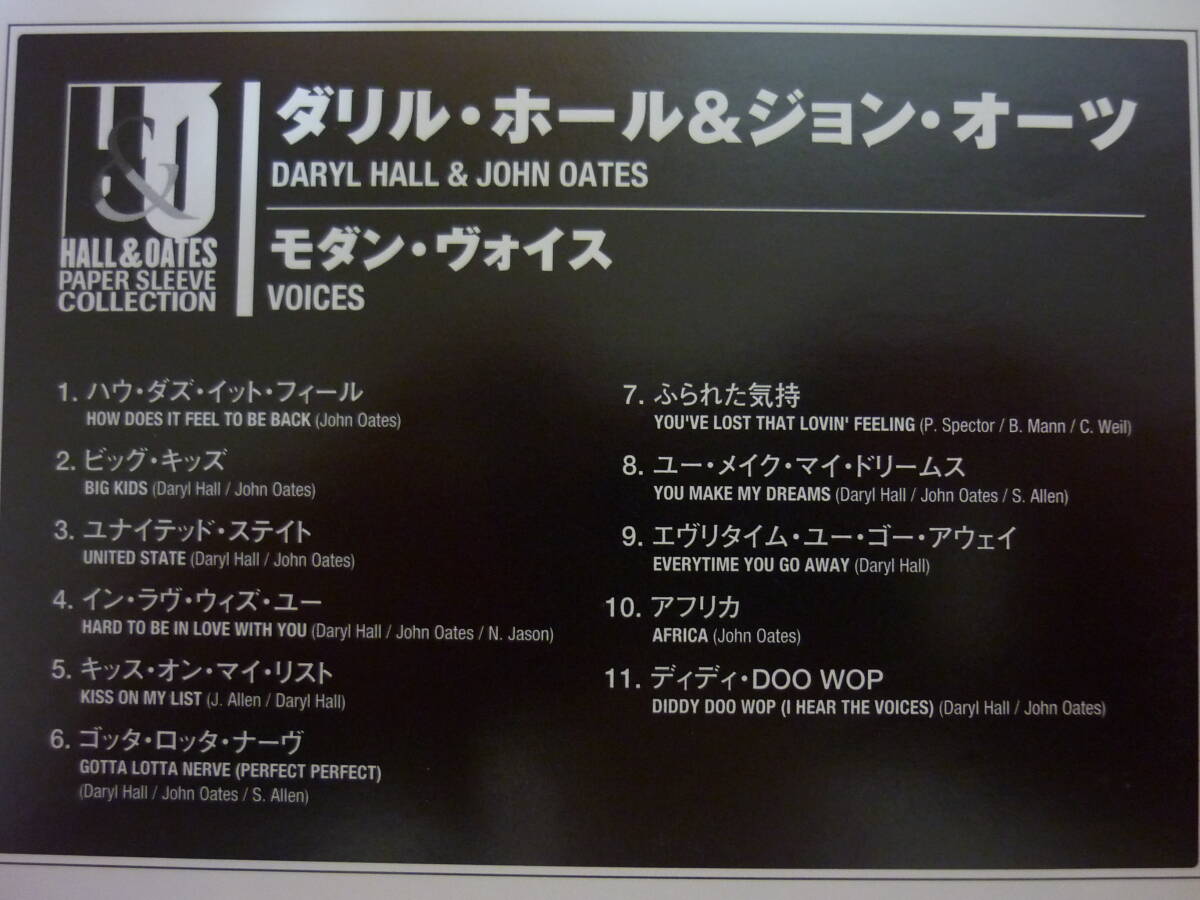 H&O
HALL&OATES
PAPER SLEEVE
COLLECTION
ダリル・ホール&ジョン・オーツ
DARYL HALL & JOHN OATES
モダン・ヴォイス
VOICES
1. ハウ・ダズ・イット・フィール
HOW DOES IT FEEL TO BE BACK (John Oates)
2. ビッグ・キッズ
BIG KIDS (Daryl Hall / John Oates)
3. ユナイテッド・ステイト
UNITED STATE (Daryl Hall / John Oates)
4. イン・ラヴ・ウィズ・ユー
HARD TO BE IN LOVE WITH YOU (Daryl Hall / John Oates / N. Jason)
5. キッス・オン・マイ・リスト
KISS ON MY LIST (J. Allen / Daryl Hall)
6. ゴッタ・ロッタ・ナーヴ
GOTTA LOTTA NERVE (PERFECT PERFECT)
(Daryl Hall / John Oates / S. Allen)
7. ふられた気持
YOU'VE LOST THAT LOVIN' FEELING (P. Spector / B. Mann / C. Weil)
8. ユー・メイク・マイ・ドリームス
YOU MAKE MY DREAMS (Daryl Hall / John Oates / S. Allen)
9. エヴリタイム・ユー・ゴー・アウェイ
EVERYTIME YOU GO AWAY (Daryl Hall)
10. アフリカ
AFRICA (John Oates)
11. ディディ・DOO WOP
DIDDY DOO WOP (I HEAR THE VOICES) (Daryl Hall / John Oates)